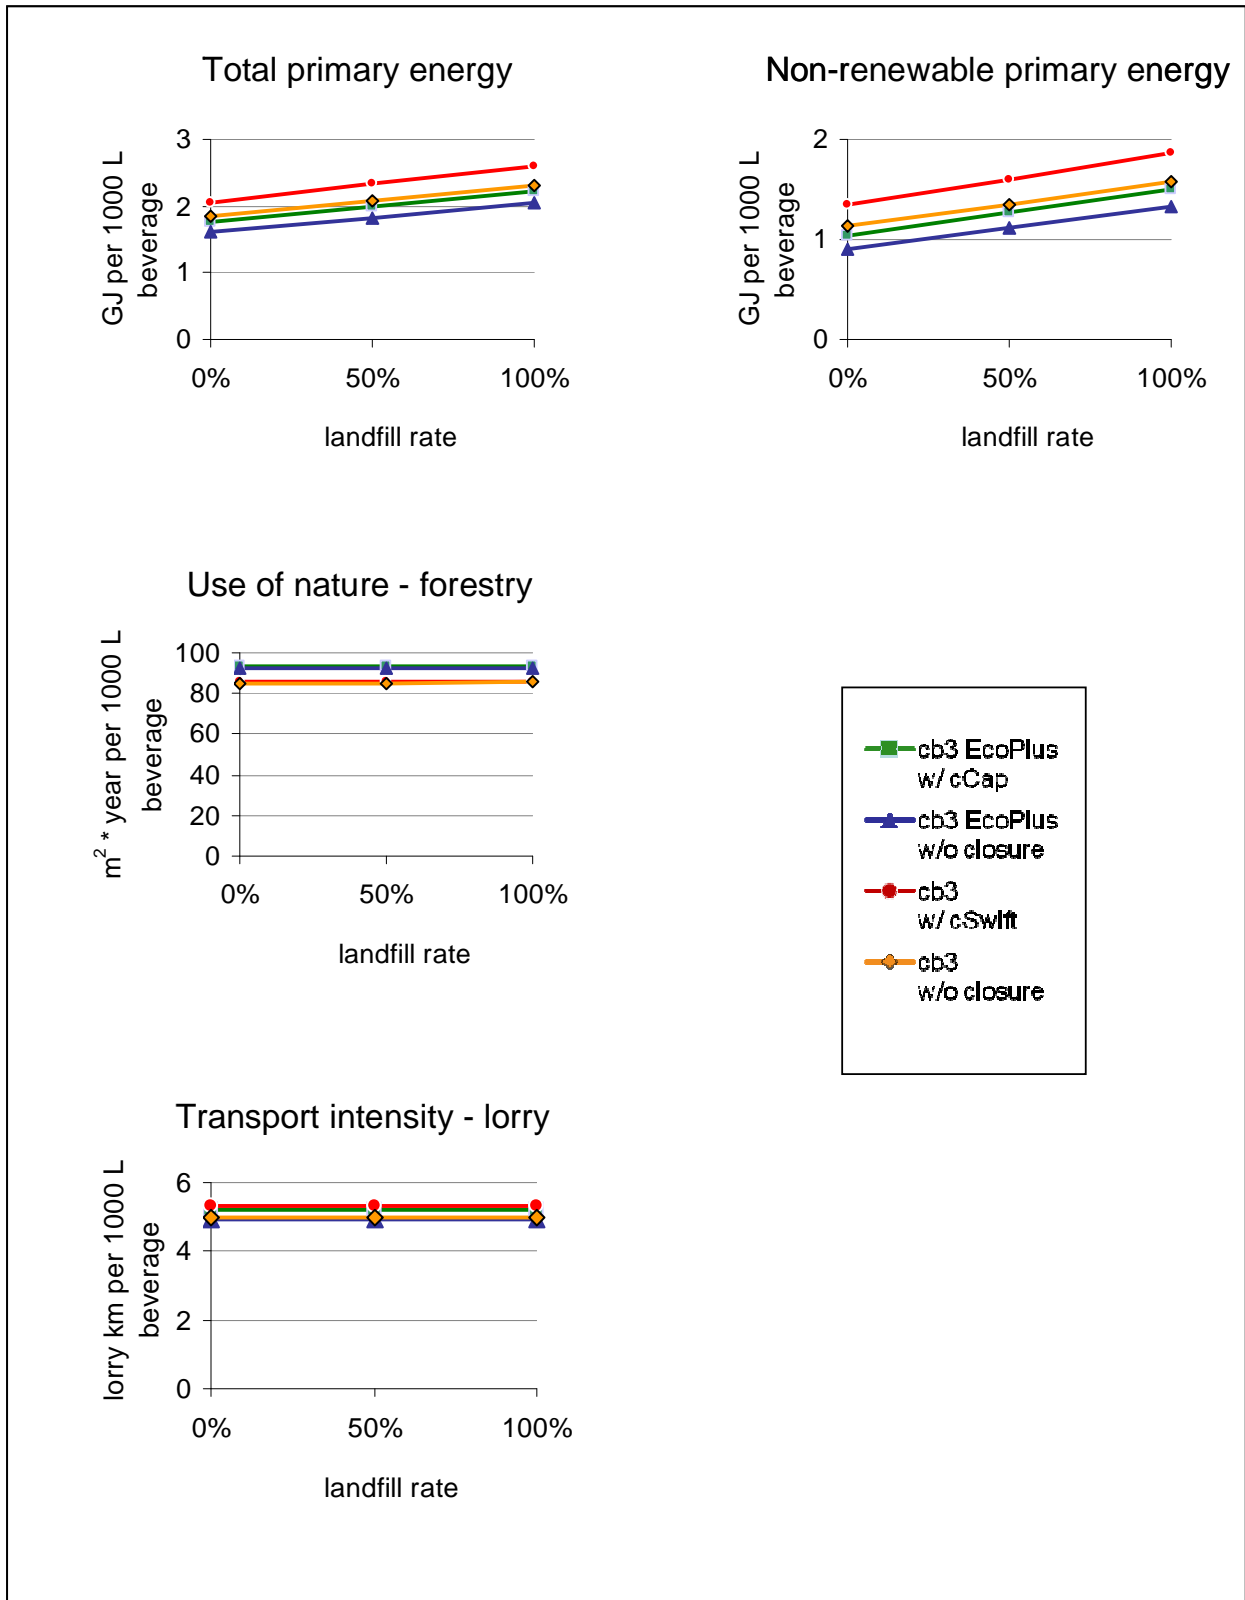 Total primary energy
3
2
1
0
GJ per 1000 L
beverage
0% 50% 100%
landfill rate
Non-renewable primary energy
2
1
0
GJ per 1000 L
beverage
0% 50% 100%
landfill rate
Use of nature - forestry
100
80
60
40
20
0
m² * year per 1000 L
beverage
0% 50% 100%
landfill rate
cb3 EcoPlus
w/ cCap
cb3 EcoPlus
w/o closure
cb3
w/ cSwift
cb3
w/o closure
Transport intensity - lorry
6
4
2
0
lorry km per 1000 L
beverage
0% 50% 100%
landfill rate